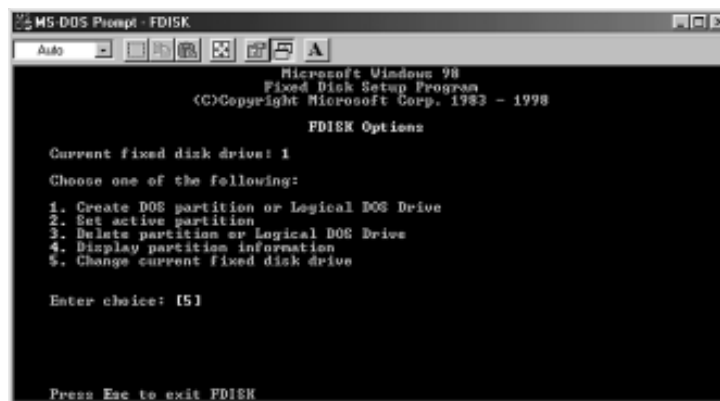 MS-DOS Prompt - FDISK
Auto
A
Microsoft Windows 98
Fixed Disk Setup Program
(C)Copyright Microsoft Corp. 1983 - 1998
FDISK Options
Current fixed disk drive: 1
Choose one of the following:
1. Create DOS partition or Logical DOS Drive
2. Set active partition
3. Delete partition or Logical DOS Drive
4. Display partition information
5. Change current fixed disk drive
Enter choice: [5]
Press Esc to exit FDISK